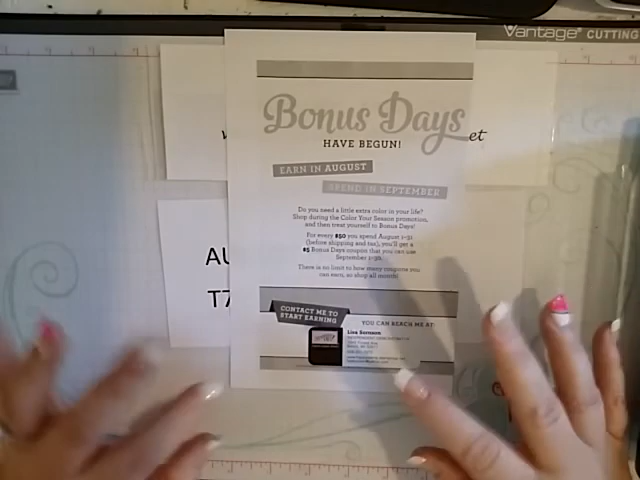 Vantage® CUTTING
Bonus Days
et
HAVE BEGUN!
EARN IN AUGUST
SPEND IN SEPTEMBER
Do you need a little extra color in your life?
Shop during the Color Your Season promotion,
and then treat yourself to Bonus Days!
For every $50 you spend August 1-31
(before shipping and tax), you'll get a
$5 Bonus Days coupon that you can use
September 1-30.
There is no limit to how many coupons you
can earn, so shop all month!
AU
T7
CONTACT ME TO
START EARNING
YOU CAN REACH ME AT: